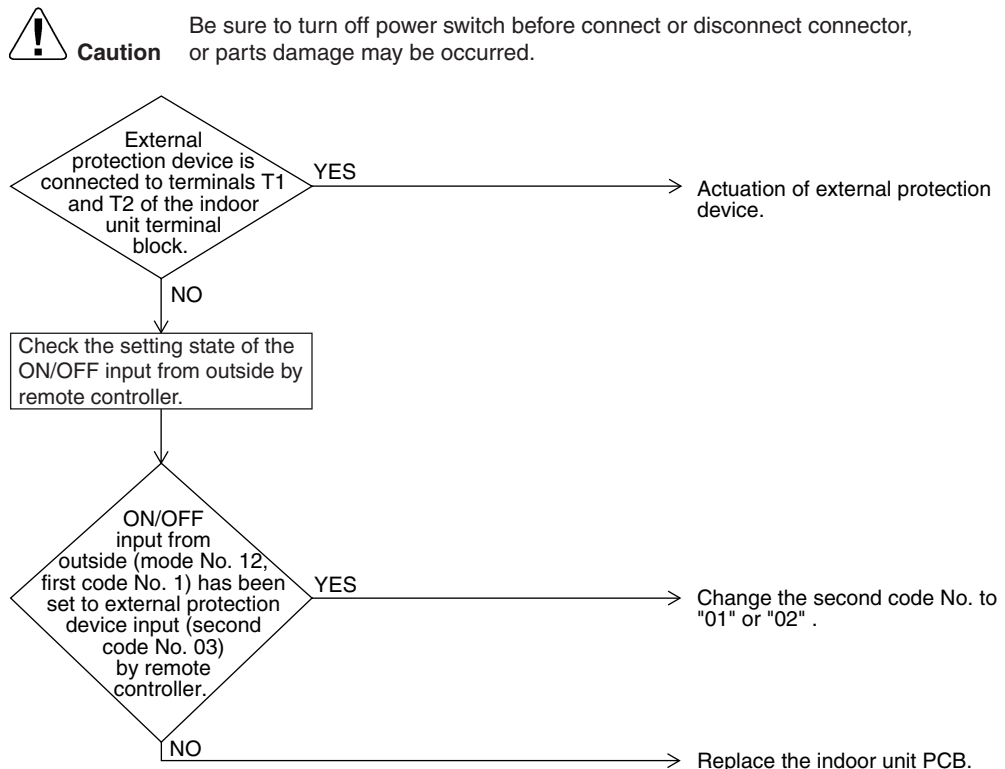 Be sure to turn off power switch before connect or disconnect connector,
Caution or parts damage may be occurred.
External
protection device is
connected to terminals T1
and T2 of the indoor
unit terminal
block.
YES
Actuation of external protection
device.
NO
Check the setting state of the
ON/OFF input from outside by
remote controller.
ON/OFF
input from
outside (mode No. 12,
first code No. 1) has been
set to external protection
device input (second
code No. 03)
by remote
controller.
YES
Change the second code No. to
"01" or "02" .
NO
Replace the indoor unit PCB.